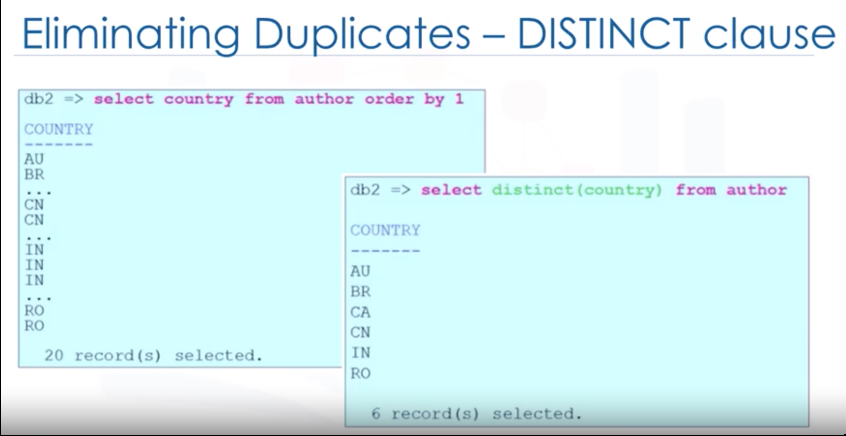 Eliminating Duplicates – DISTINCT clause
db2 => select country from author order by 1
COUNTRY
-------
AU
BR
...
CN
CN
...
IN
IN
IN
...
RO
RO
20 record(s) selected.
db2 => select distinct(country) from author
COUNTRY
-------
AU
BR
CA
CN
IN
RO
6 record(s) selected.